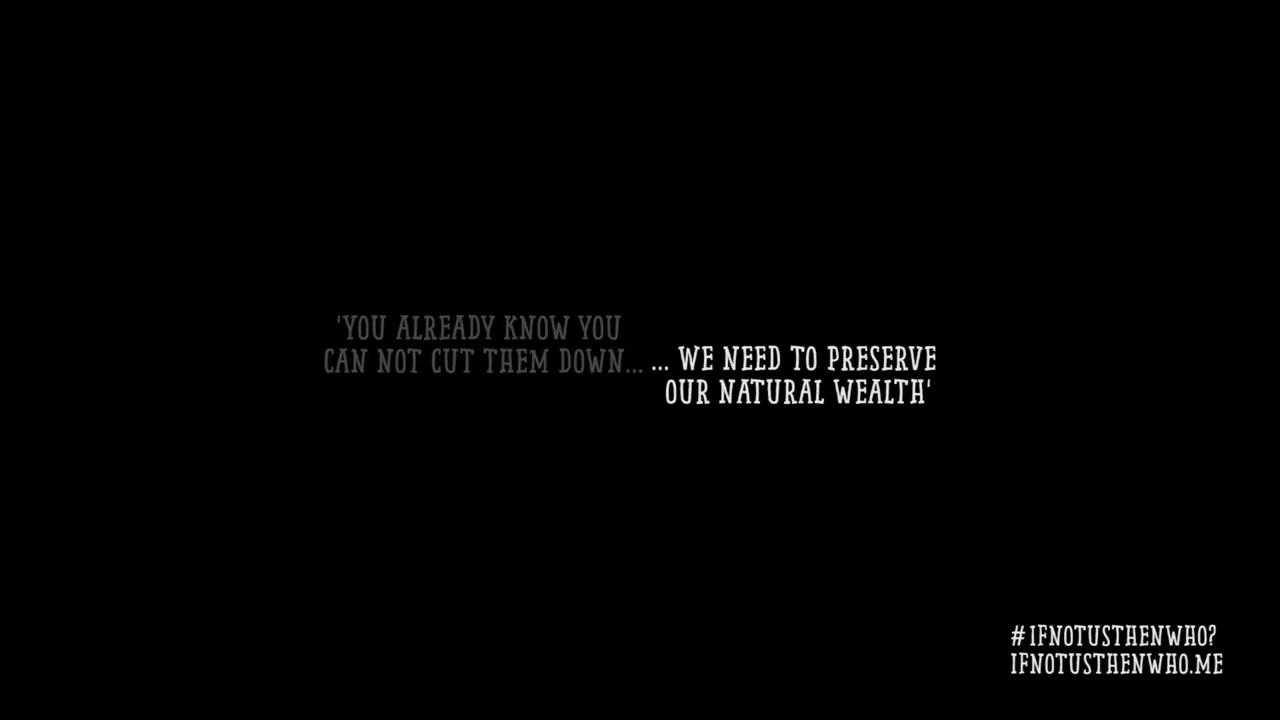 'YOU ALREADY KNOW YOU
CAN NOT CUT THEM DOWN...
... WE NEED TO PRESERVE
OUR NATURAL WEALTH'
#IFNOTUSTHENWHO?
IFNOTUSTHENWHO.ME